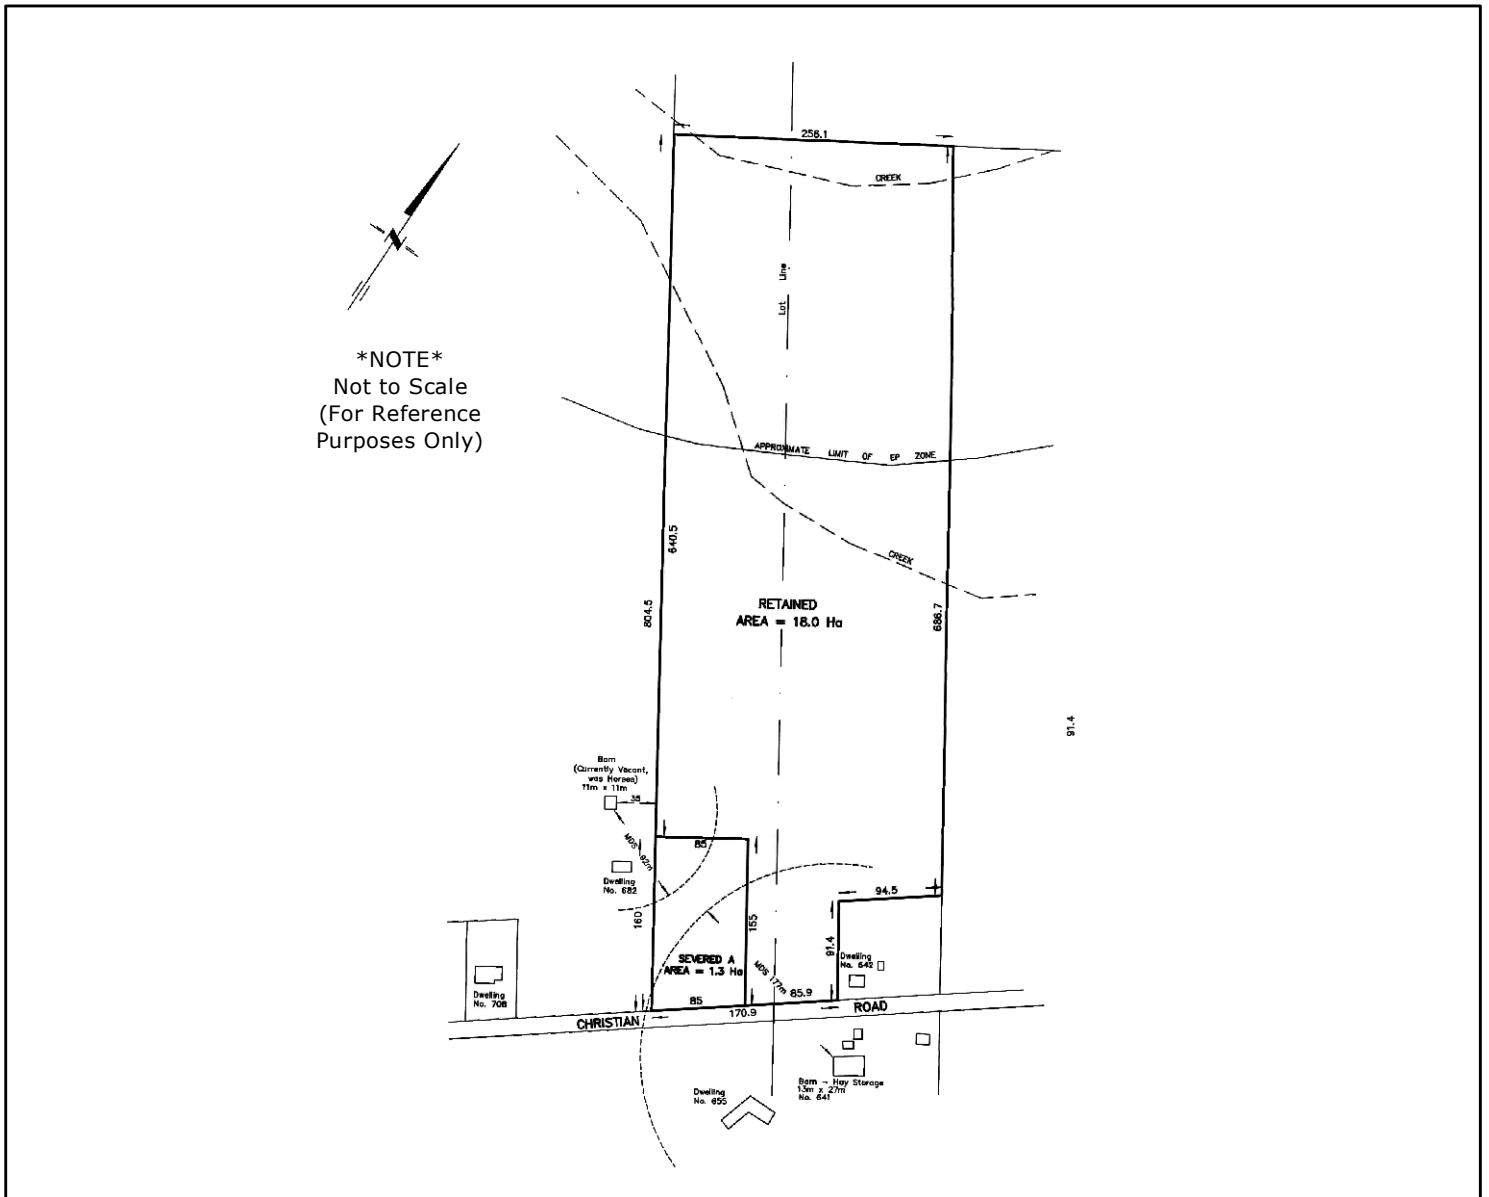 256.1
CREEK
Lot Line
*NOTE*
Not to Scale
(For Reference
Purposes Only)
APPROXIMATE LIMIT OF EP ZONE
640.5
CREEK
804.5
RETAINED
AREA = 18.0 Ha
686.7
91.4
Barn
(Currently Vacant,
was Horses)
11m x 11m
35
MDS 92m
85
Dwelling
No. 682
94.5
160
155
91.4
SEVERED A
AREA = 1.3 Ha
Dwelling
No. 642
MDS 177m
Dwelling
No. 708
85
85.9
170.9
CHRISTIAN ROAD
Barn - Hay Storage
13m x 27m
No. 641
Dwelling
No. 655
N